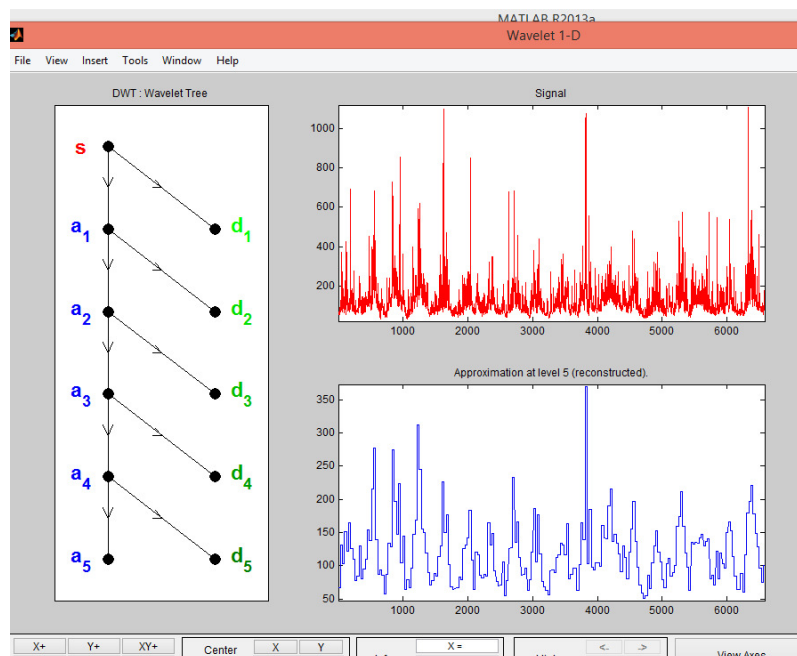 MATLAB R2013a
Wavelet 1-D
File View Insert Tools Window Help
DWT : Wavelet Tree
s
a1 d1
a2 d2
a3 d3
a4 d4
a5 d5
Signal
1000
800
600
400
200
1000 2000 3000 4000 5000 6000
Approximation at level 5 (reconstructed).
350
300
250
200
150
100
50
1000 2000 3000 4000 5000 6000
X+ Y+ XY+ Center X Y X = <- -> View Axes